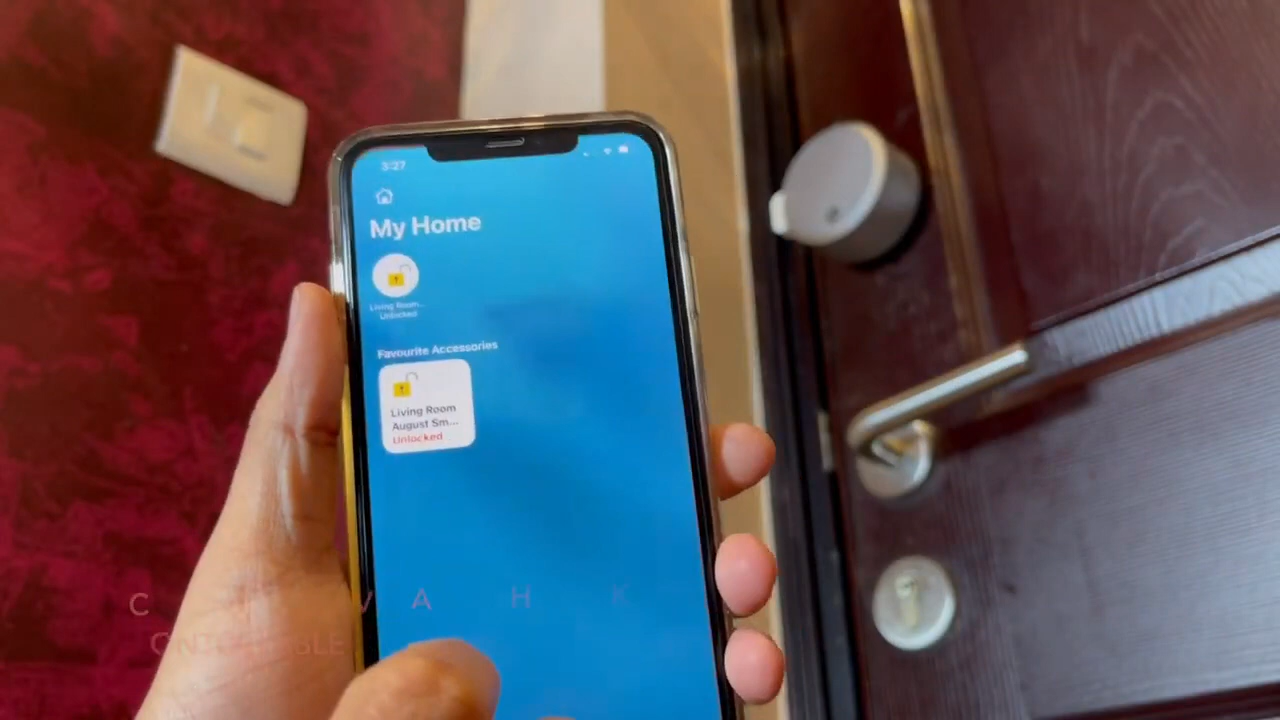 3:27
My Home
Living Room...
Unlocked
Favourite Accessories
Living Room
August Sm...
Unlocked